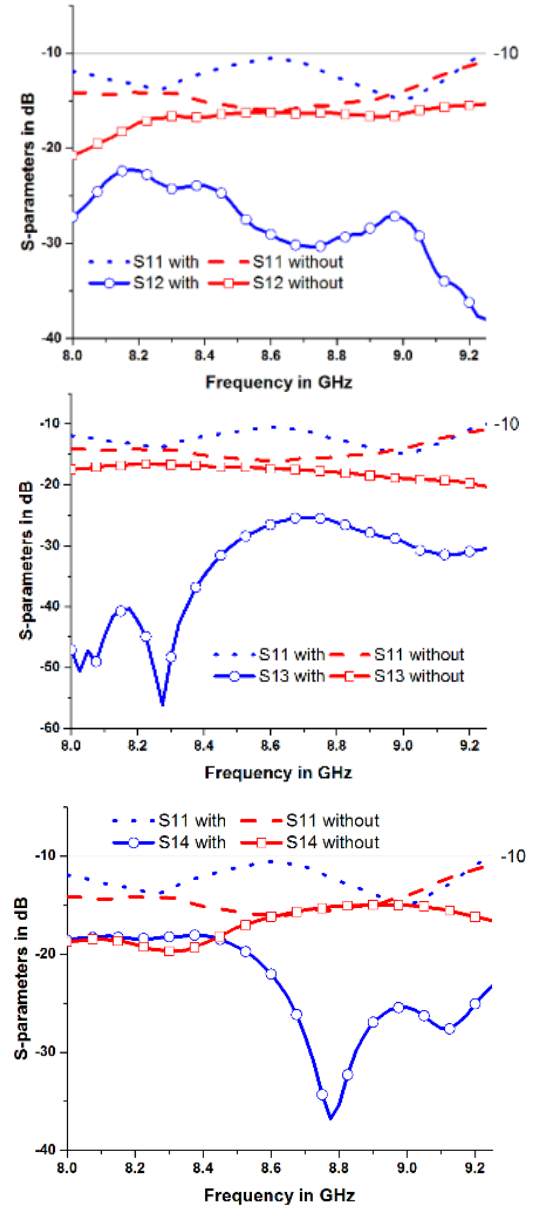 -10
-10
-20
-30
-40
S-parameters in dB
S11 with
S11 without
S12 with
S12 without
8.0
8.2
8.4
8.6
8.8
9.0
9.2
Frequency in GHz
-10
-10
-20
-30
-40
-50
-60
S-parameters in dB
S11 with
S11 without
S13 with
S13 without
8.0
8.2
8.4
8.6
8.8
9.0
9.2
Frequency in GHz
S11 with
S11 without
S14 with
S14 without
-10
-10
-20
-30
-40
S-parameters in dB
8.0
8.2
8.4
8.6
8.8
9.0
9.2
Frequency in GHz